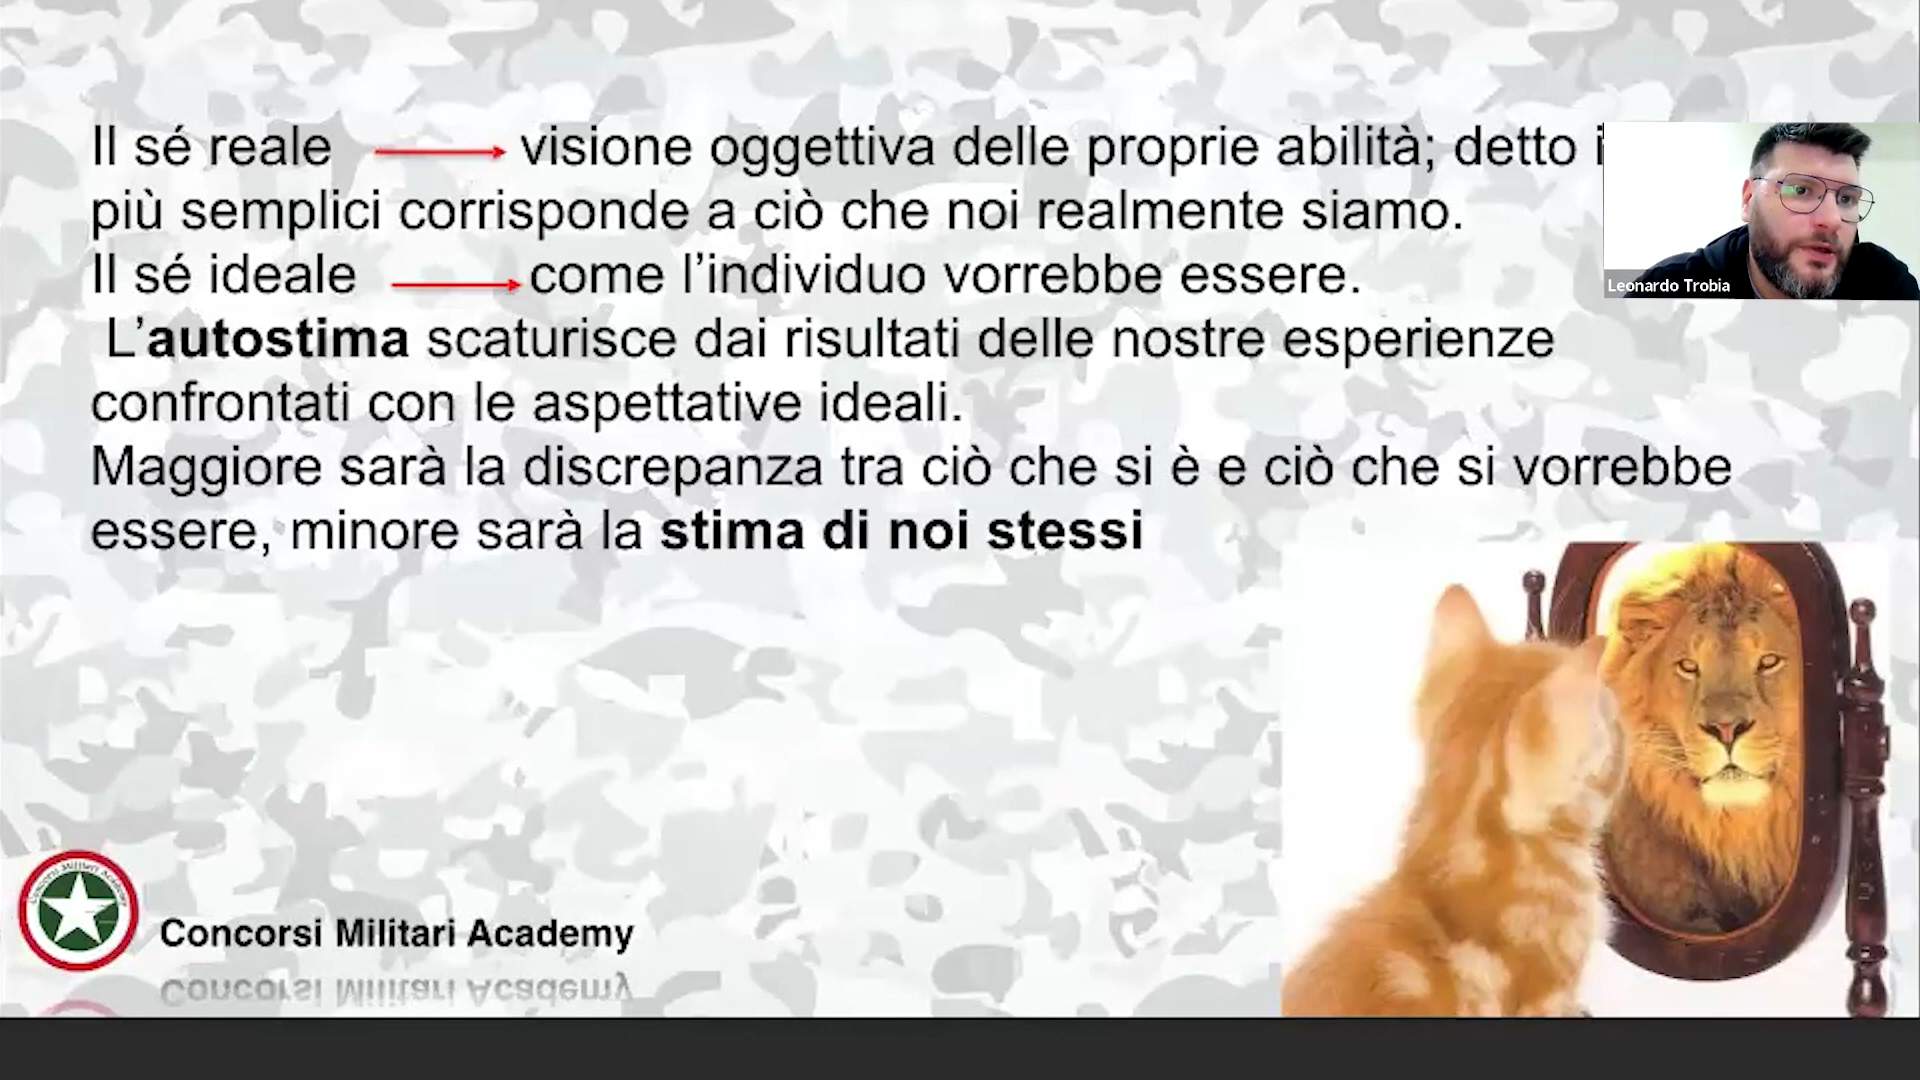 Il sé reale visione oggettiva delle proprie abilità; detto
più semplici corrisponde a ciò che noi realmente siamo.
Il sé ideale come l’individuo vorrebbe essere.
L’autostima scaturisce dai risultati delle nostre esperienze
confrontati con le aspettative ideali.
Maggiore sarà la discrepanza tra ciò che si è e ciò che si vorrebbe
essere, minore sarà la stima di noi stessi
Leonardo Trobia
Concorsi Militari Academy
Concorsi Militari Academy